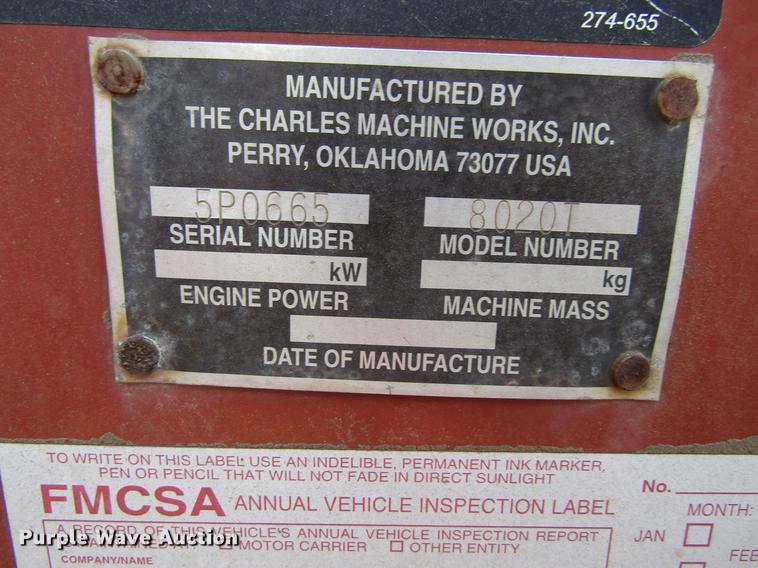 274-655
MANUFACTURED BY
THE CHARLES MACHINE WORKS, INC.
PERRY, OKLAHOMA 73077 USA
5P0665 8020T
SERIAL NUMBER MODEL NUMBER
kW kg
ENGINE POWER MACHINE MASS
DATE OF MANUFACTURE
TO WRITE ON THIS LABEL USE AN INDELIBLE, PERMANENT INK MARKER,
PEN OR PENCIL THAT WILL NOT FADE IN DIRECT SUNLIGHT
FMCSA ANNUAL VEHICLE INSPECTION LABEL No.
MONTH:
A RECORD OF THIS VEHICLE'S ANNUAL VEHICLE INSPECTION REPORT
JAN
MOTOR CARRIER OTHER ENTITY
Purple Wave Auction
FEB
COMPANY/NAME